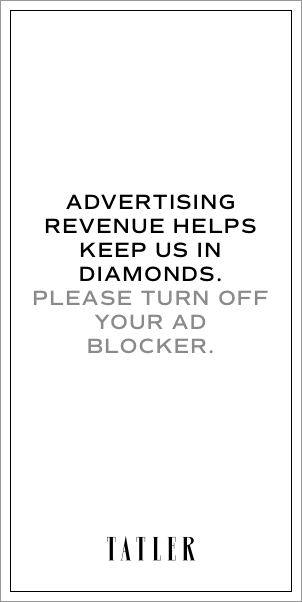 ADVERTISING
REVENUE HELPS
KEEP US IN
DIAMONDS.
PLEASE TURN OFF
YOUR AD
BLOCKER.
TATLER